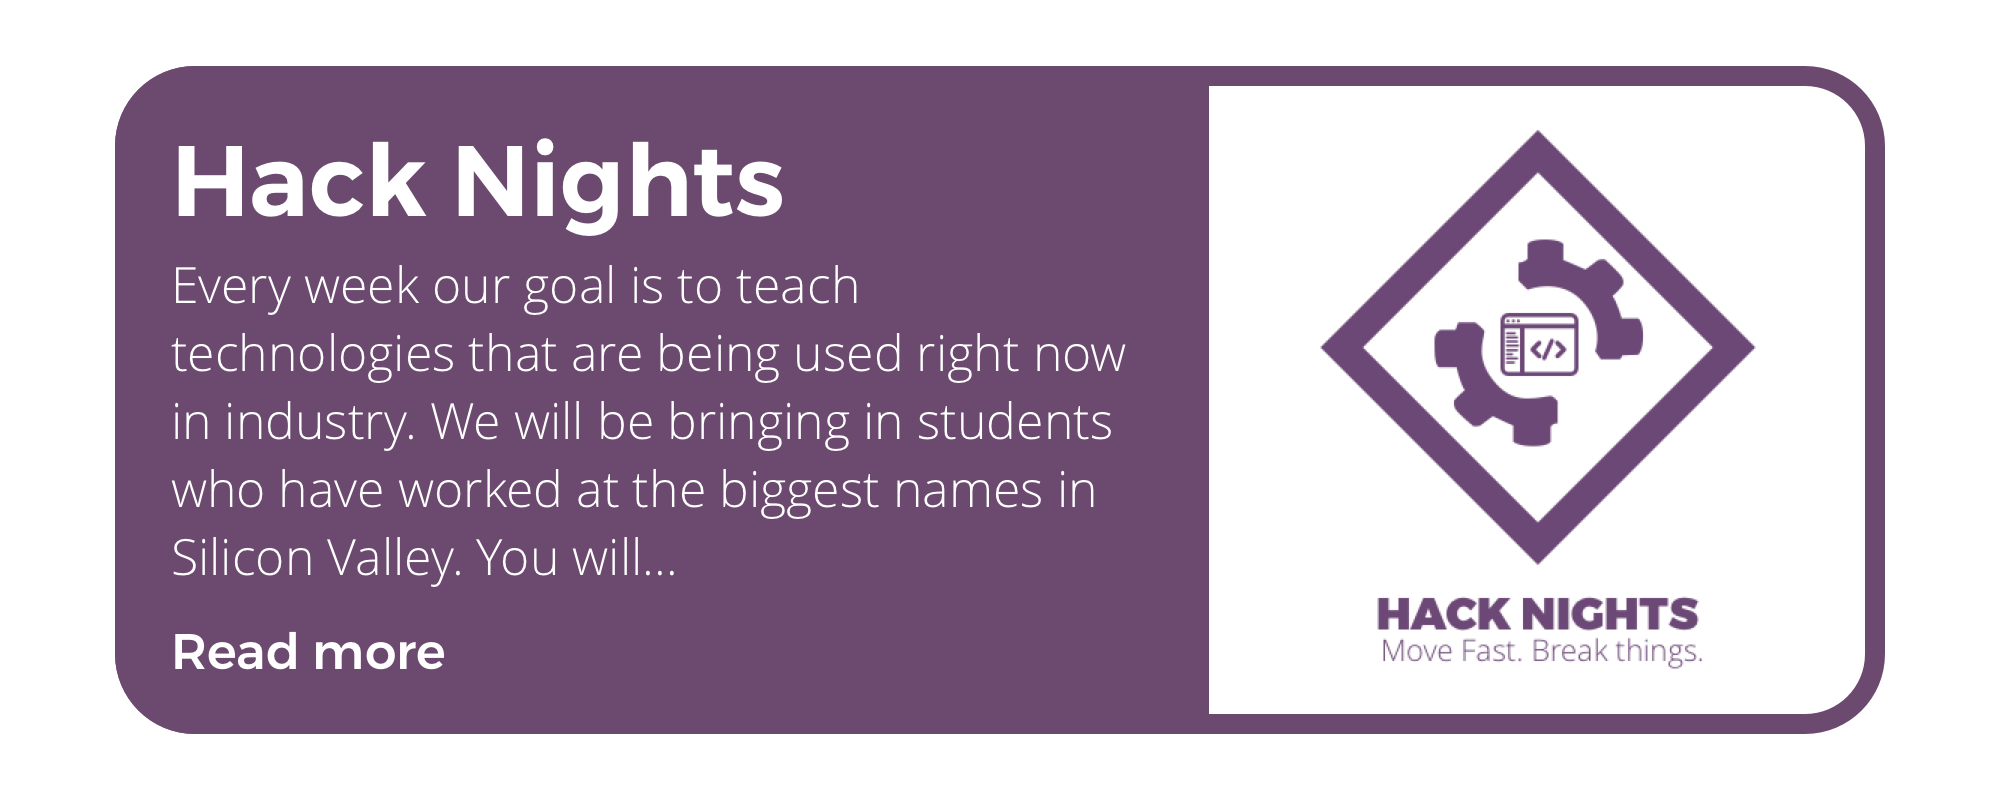 Hack Nights
Every week our goal is to teach
technologies that are being used right now
in industry. We will be bringing in students
who have worked at the biggest names in
Silicon Valley. You will...
Read more
</>
HACK NIGHTS
Move Fast. Break things.